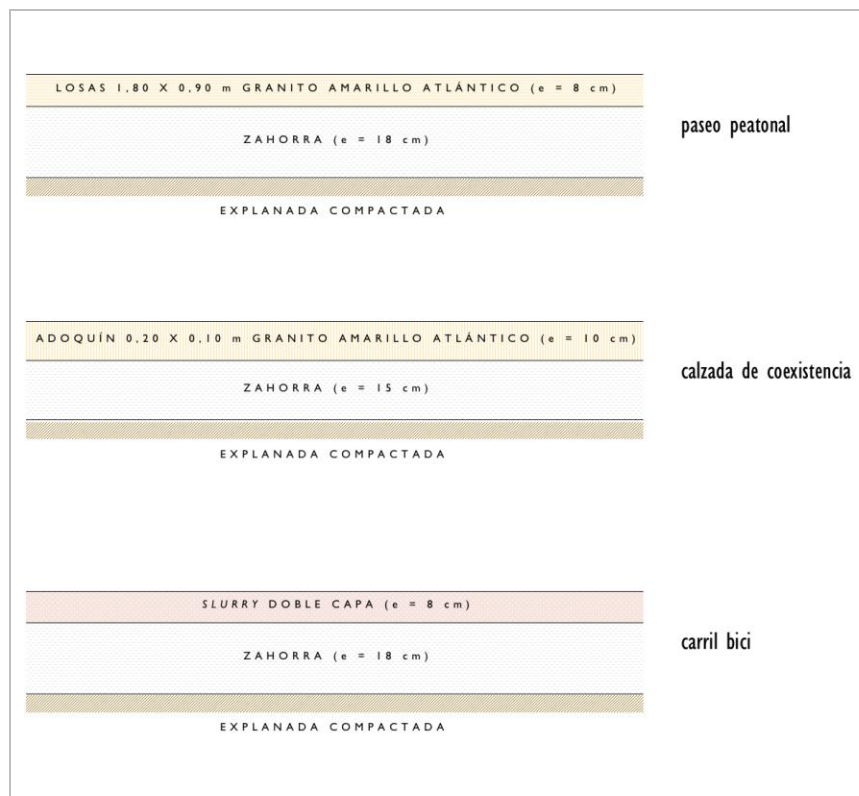 LOSAS 1,80 X 0,90 m GRANITO AMARILLO ATLÁNTICO (e = 8 cm)
ZAHORRA (e = 18 cm)
EXPLANADA COMPACTADA
paseo peatonal
ADOQUÍN 0,20 X 0,10 m GRANITO AMARILLO ATLÁNTICO (e = 10 cm)
ZAHORRA (e = 15 cm)
EXPLANADA COMPACTADA
calzada de coexistencia
SLURRY DOBLE CAPA (e = 8 cm)
ZAHORRA (e = 18 cm)
EXPLANADA COMPACTADA
carril bici